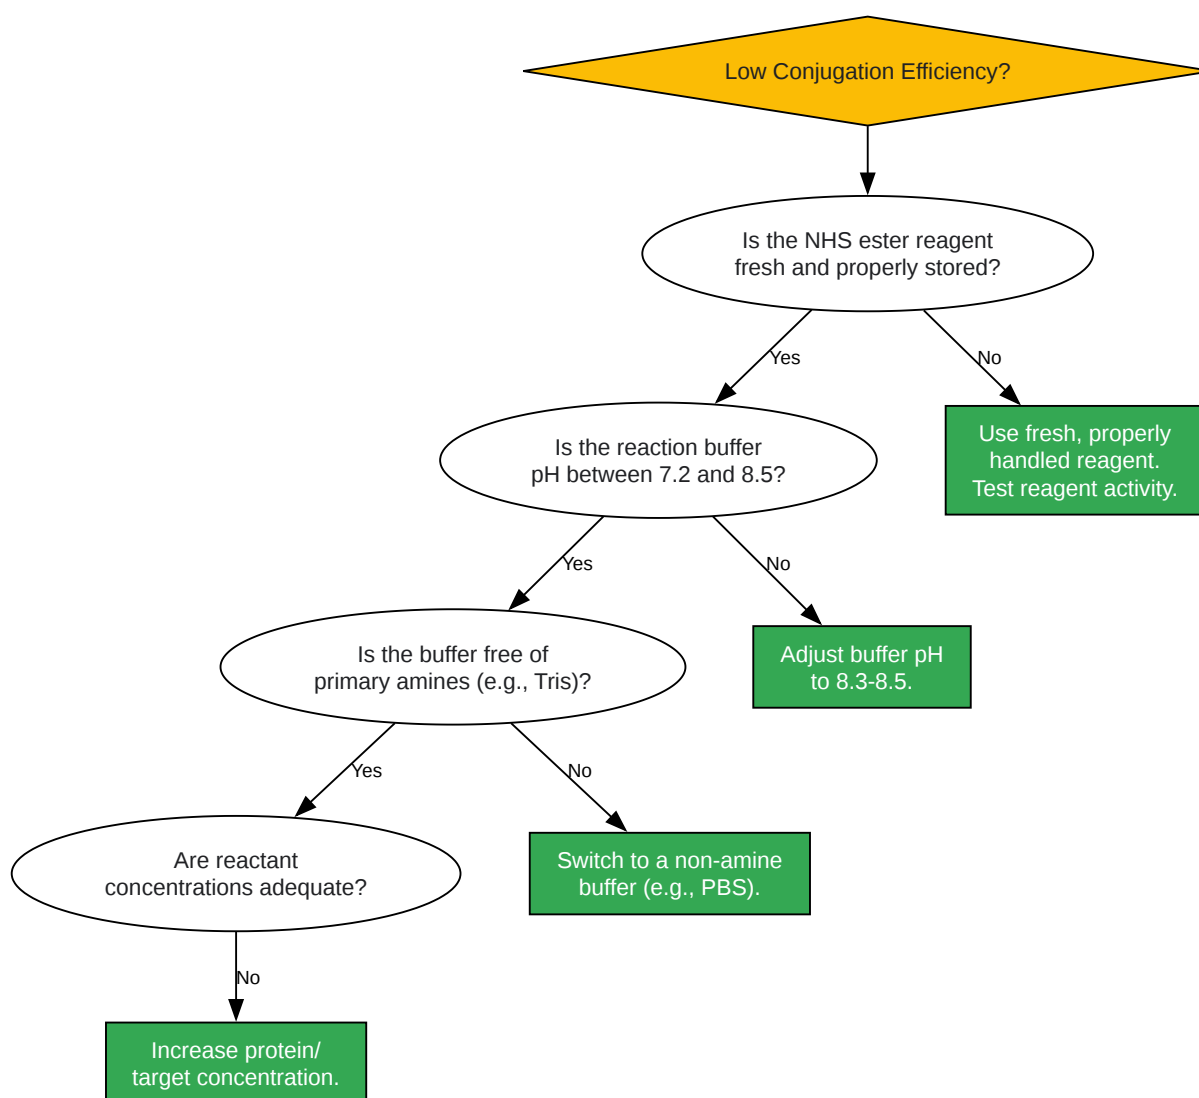 Low Conjugation Efficiency?
Is the NHS ester reagent
fresh and properly stored?
Yes
No
Is the reaction buffer
pH between 7.2 and 8.5?
Use fresh, properly
handled reagent.
Test reagent activity.
Yes
No
Is the buffer free of
primary amines (e.g., Tris)?
Adjust buffer pH
to 8.3-8.5.
Yes
No
Are reactant
concentrations adequate?
Switch to a non-amine
buffer (e.g., PBS).
No
Increase protein/
target concentration.